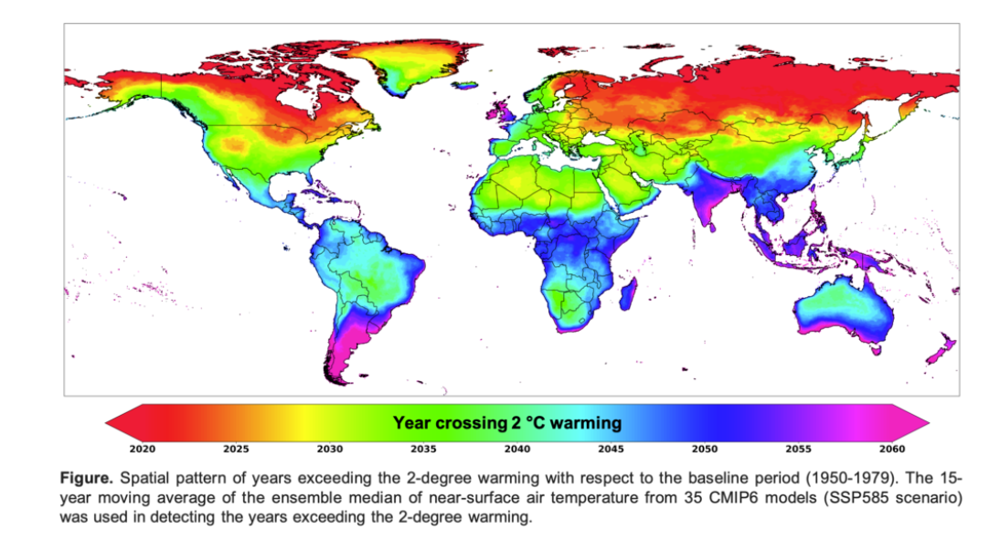 Year crossing 2 °C warming
2020 2025 2030 2035 2040 2045 2050 2055 2060
Figure. Spatial pattern of years exceeding the 2-degree warming with respect to the baseline period (1950-1979). The 15-
year moving average of the ensemble median of near-surface air temperature from 35 CMIP6 models (SSP585 scenario)
was used in detecting the years exceeding the 2-degree warming.